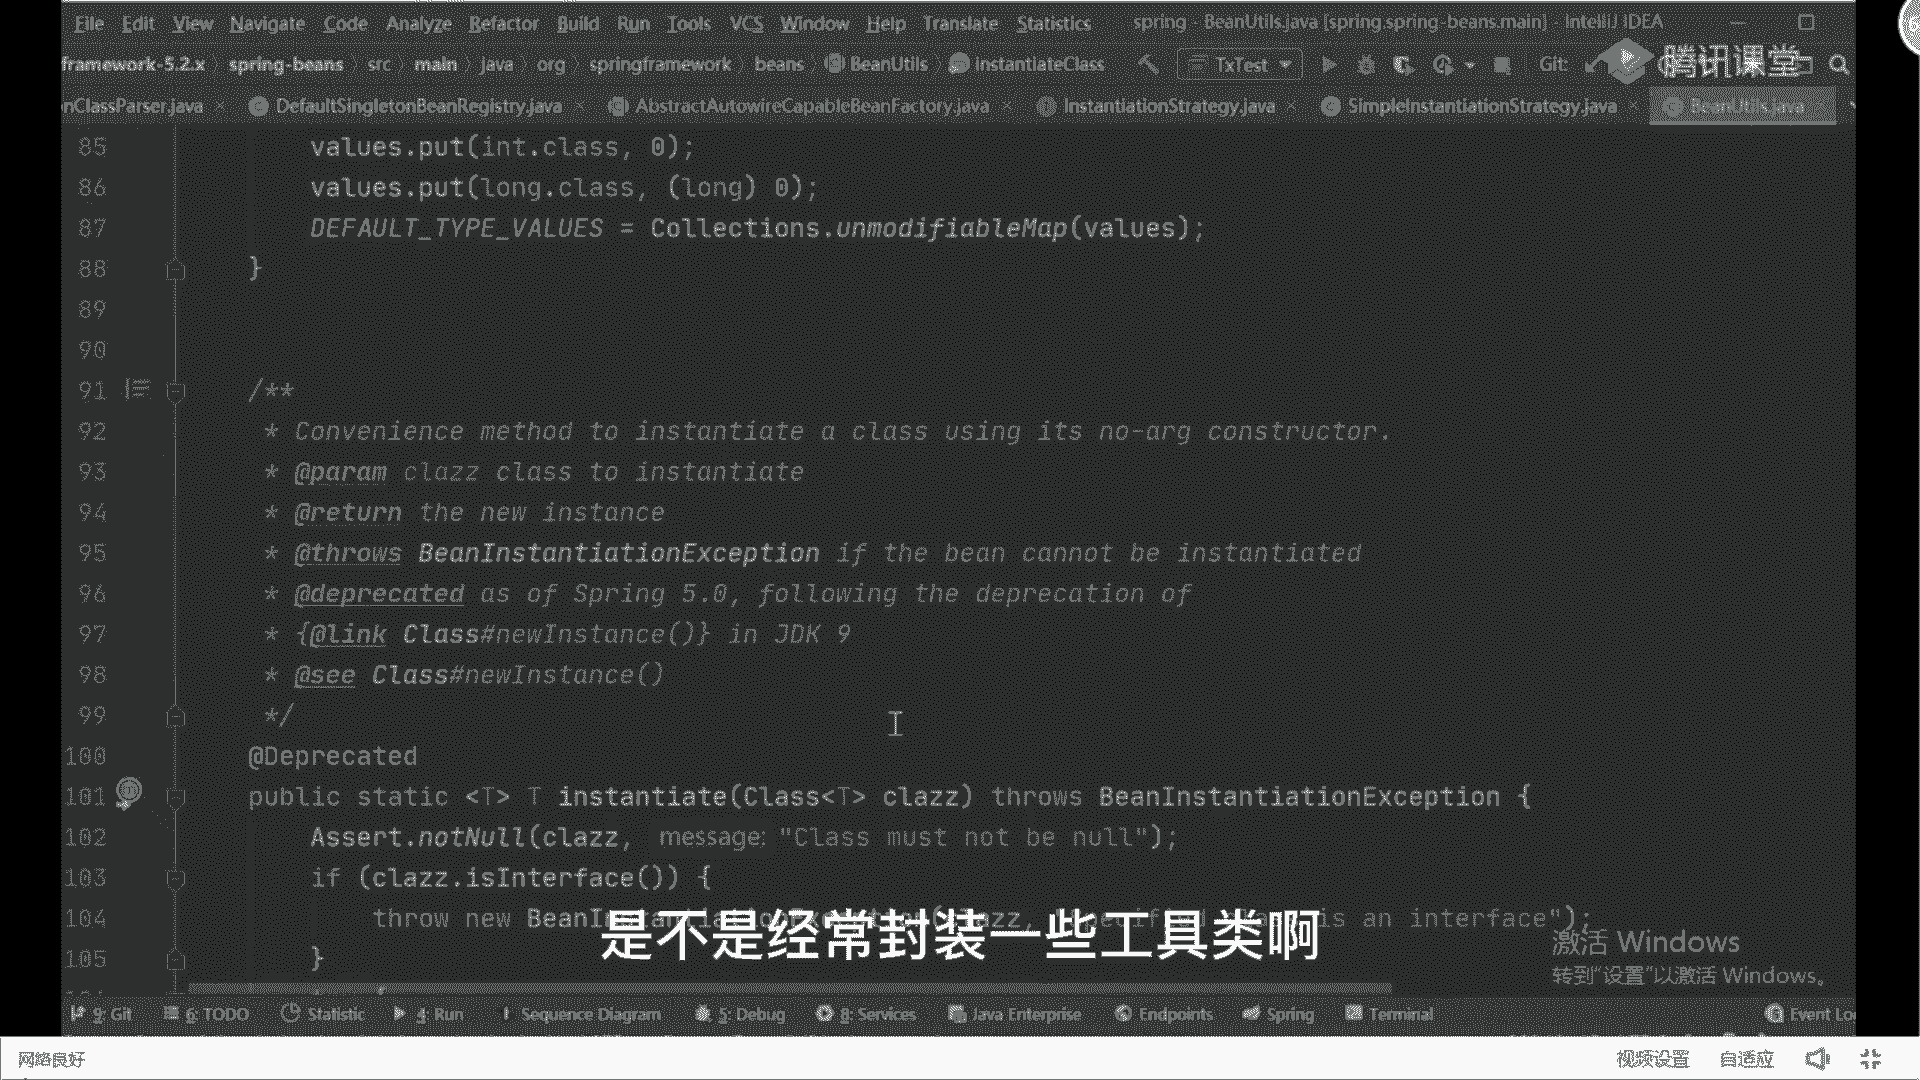 File Edit View Navigate Code Analyze Refactor Build Run Tools VCS Window Help Translate Statistics spring - BeanUtils.java [spring.spring-beans.main] - IntelliJ IDEA
framework-5.2.x spring-beans src main java org springframework beans BeanUtils instantiateClass TxTest Git: 腾讯课堂
nClassParser.java DefaultSingletonBeanRegistry.java AbstractAutowireCapableBeanFactory.java InstantiationStrategy.java SimpleInstantiationStrategy.java BeanUtils.java
85 values.put(int.class, 0);
86 values.put(long.class, (long) 0);
87 DEFAULT_TYPE_VALUES = Collections.unmodifiableMap(values);
88 }
89
90
91 /**
92 * Convenience method to instantiate a class using its no-arg constructor.
93 * @param clazz class to instantiate
94 * @return the new instance
95 * @throws BeanInstantiationException if the bean cannot be instantiated
96 * @deprecated as of Spring 5.0, following the deprecation of
97 * {@link Class#newInstance()} in JDK 9
98 * @see Class#newInstance()
99 */
100 @Deprecated
101 public static <T> T instantiate(Class<T> clazz) throws BeanInstantiationException {
102 Assert.notNull(clazz, message: "Class must not be null");
103 if (clazz.isInterface()) {
104 throw new is an interface");
是不是经常封装一些工具类啊
105 }
激活 Windows
转到“设置”以激活 Windows。
9: Git 6: TODO Statistic 4: Run Sequence Diagram 5: Debug 8: Services Java Enterprise Endpoints Spring Terminal Event Lo
网络良好 视频设置 自适应